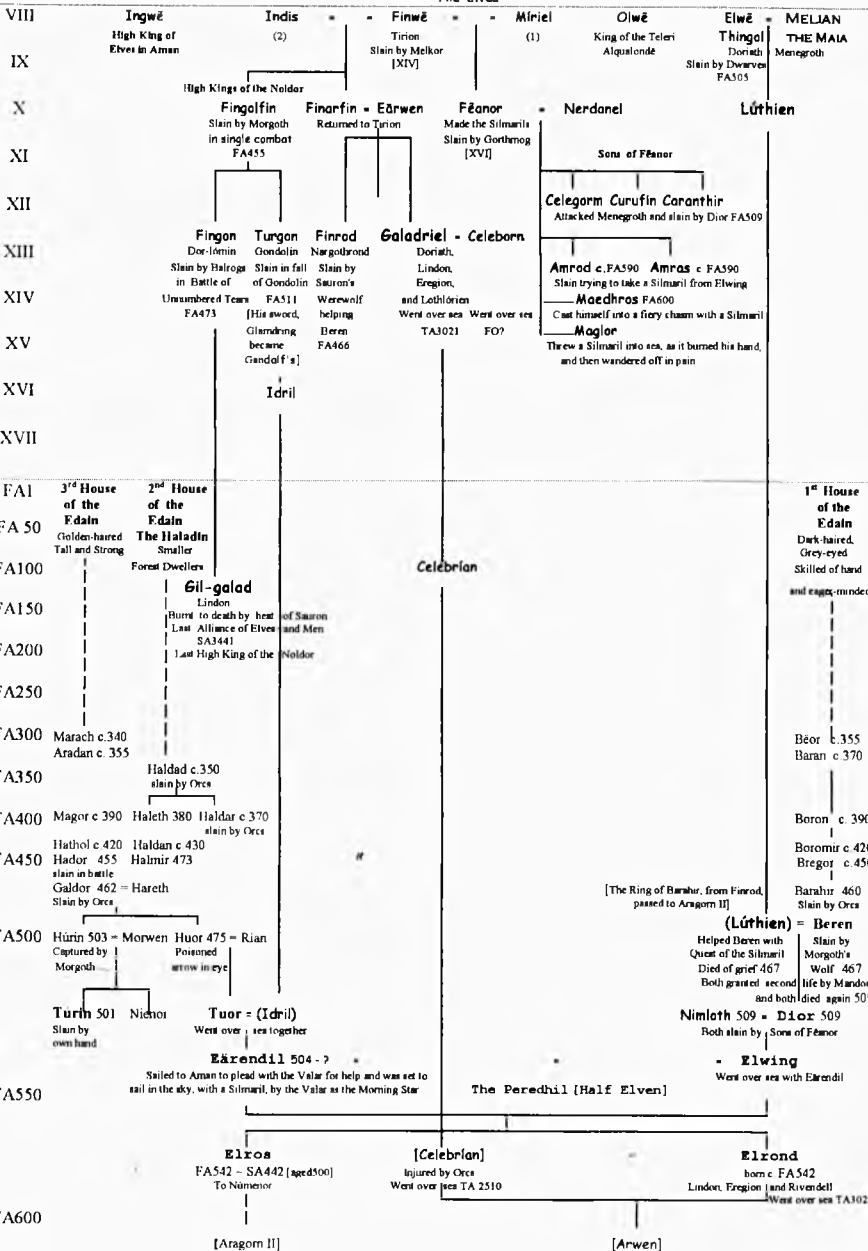 VIII Ingwë Indis - - Finwë - - Míriel Olwë Elwë - MELIAN
High King of (2) Tirion (1) King of the Teleri Thingol THE MAIA
Elves in Aman Slain by Melkor Alqualondë Doriath Menegroth
IX [XIV] Slain by Dwarves
FA505
High Kings of the Noldor
X Fingolfin Finarfin - Eärwen Fëanor - Nerdanel Lúthien
Slain by Morgoth Returned to Tirion Made the Silmarils
in single combat Slain by Gorthmog
XI FA455 [XVI] Sons of Fëanor
XII Celegorm Curufin Caranthir
Attacked Menegroth and slain by Dior FA509
Fingon Turgon Finrod Galadriel - Celeborn
XIII Dor-lómin Gondolin Nargothrond Doriath, Amrod c.FA590 Amras c FA590
Slain by Balrogs Slain in fall Slain by Lindon, Slain trying to take a Silmaril from Elwing
in Battle of of Gondolin Sauron's Eregion,
XIV Unnumbered Tears FA511 Werewolf and Lothlórien Maedhros FA600
FA473 [His sword, helping Went over sea Went over sea Cast himself into a fiery chasm with a Silmaril
Glamdring Beren TA3021 FO? Maglor
XV became FA466 Threw a Silmaril into sea, as it burned his hand,
Gandalf's] and then wandered off in pain
XVI Idril
XVII
FA1 3rd House 2nd House 1st House
of the of the of the
FA 50 Edain Edain Edain
Golden-haired The Haladin Dark-haired,
Tall and Strong Smaller Grey-eyed
FA100 Forest Dwellers Celebrían Skilled of hand
Gil-galad and eager-minded
FA150 Lindon
Burnt to death by heat of Sauron
Last Alliance of Elves and Men
FA200 SA3441
Last High King of the Noldor
FA250
FA300 Marach c.340 Bëor c.355
Aradan c. 355 Baran c.370
FA350 Haldad c.350
slain by Orcs
FA400 Magor c 390 Haleth 380 Haldar c.370 Boron c. 390
slain by Orcs
Hathol c.420 Haldan c 430 Boromir c.420
FA450 Hador 455 Halmir 473 Bregor c.450
slain in battle
Galdor 462 = Hareth [The Ring of Barahir, from Finrod, Barahir 460
Slain by Orcs passed to Aragorn II] Slain by Orcs
FA500 Húrin 503 = Morwen Huor 475 = Rian (Lúthien) = Beren
Captured by Poisoned Helped Beren with Slain by
Morgoth arrow in eye Quest of the Silmaril Morgoth's
Died of grief 467 Wolf 467
Both granted second life by Mandos
and both died again
Turin 501 Nienor Tuor = (Idril) Nimloth 509 - Dior 509
Slain by Went over sea together Both slain by Sons of Fëanor
own hand
Eärendil 504 - ? - - - Elwing
Sailed to Aman to plead with the Valar for help and was set to Went over sea with Eärendil
FA550 sail in the sky, with a Silmaril, by the Valar as the Morning Star The Peredhil [Half Elven]
Elros [Celebrían] Elrond
FA542 - SA442 [aged500] Injured by Orcs born c FA542
To Númenor Went over sea TA 2510 Lindon, Eregion and Rivendell
FA600 Went over sea TA302
[Aragorn II] [Arwen]